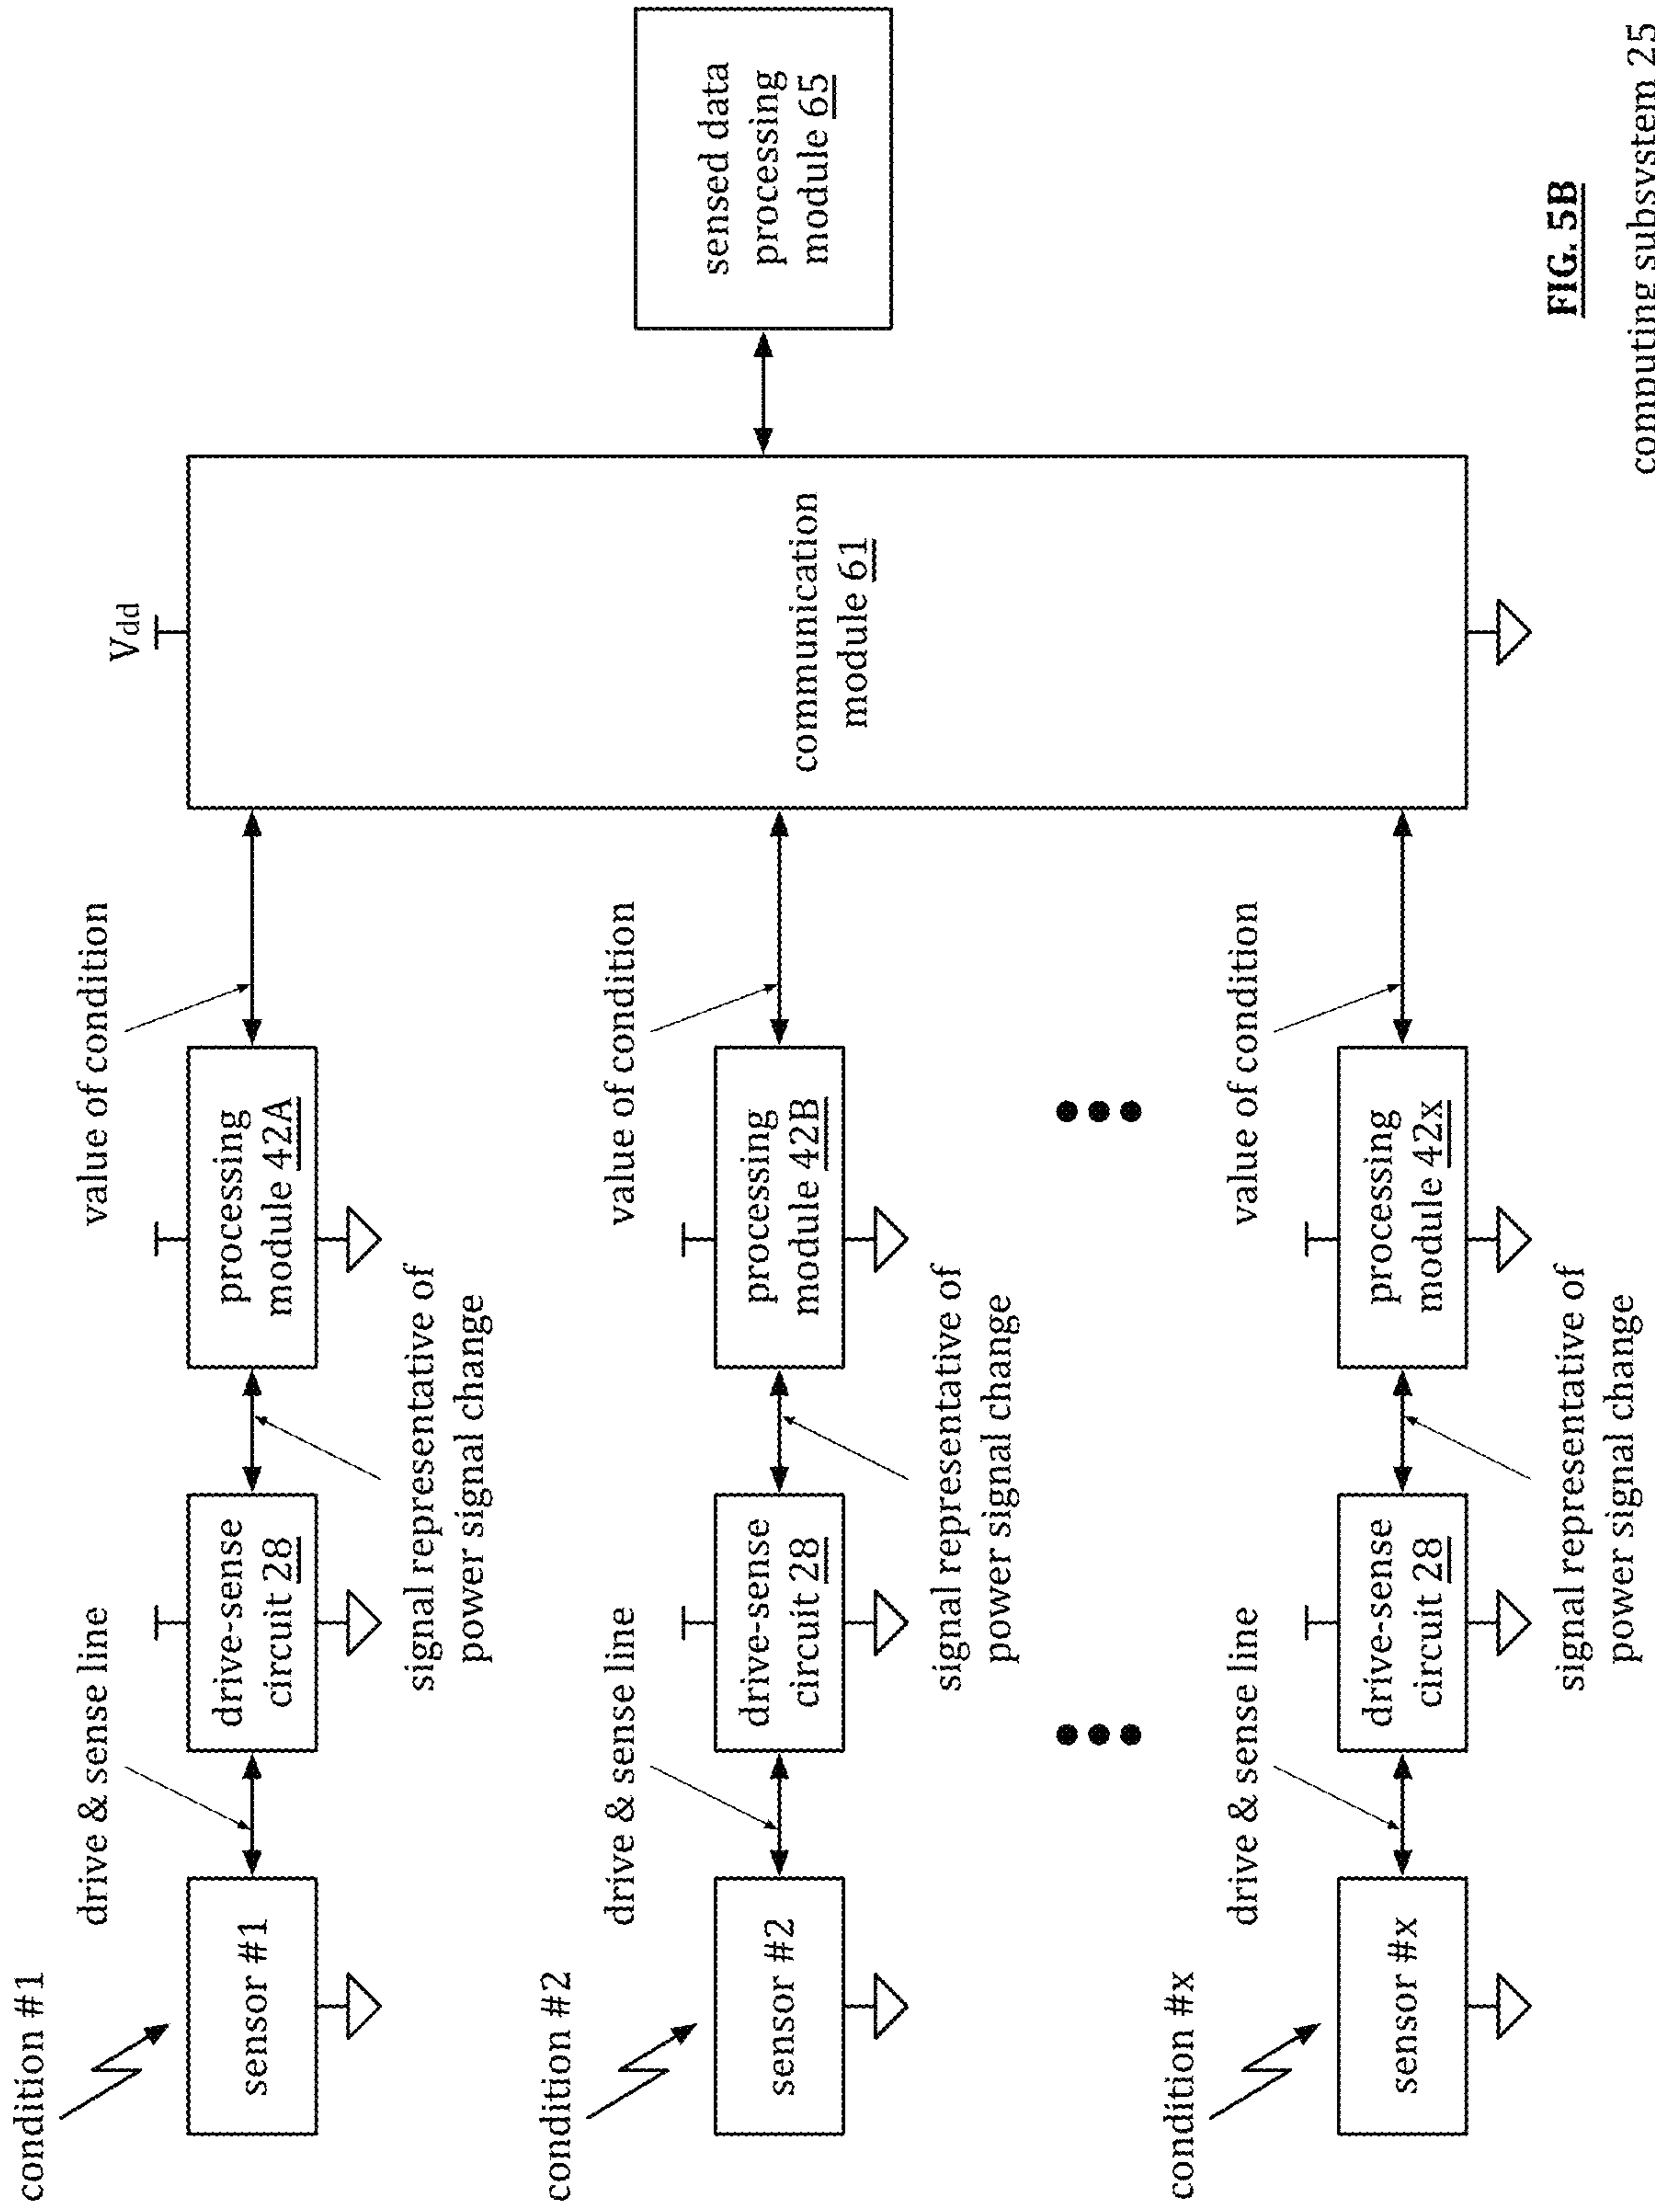 condition #1
drive & sense line
value of condition
Vdd
sensor #1
drive-sense
circuit 28
processing
module 42A
signal representative of
power signal change
condition #2
drive & sense line
value of condition
sensor #2
drive-sense
circuit 28
processing
module 42B
signal representative of
power signal change
condition #x
drive & sense line
value of condition
sensor #x
drive-sense
circuit 28
processing
module 42x
signal representative of
power signal change
communication
module 61
sensed data
processing
module 65
FIG. 5B
computing subsystem 25